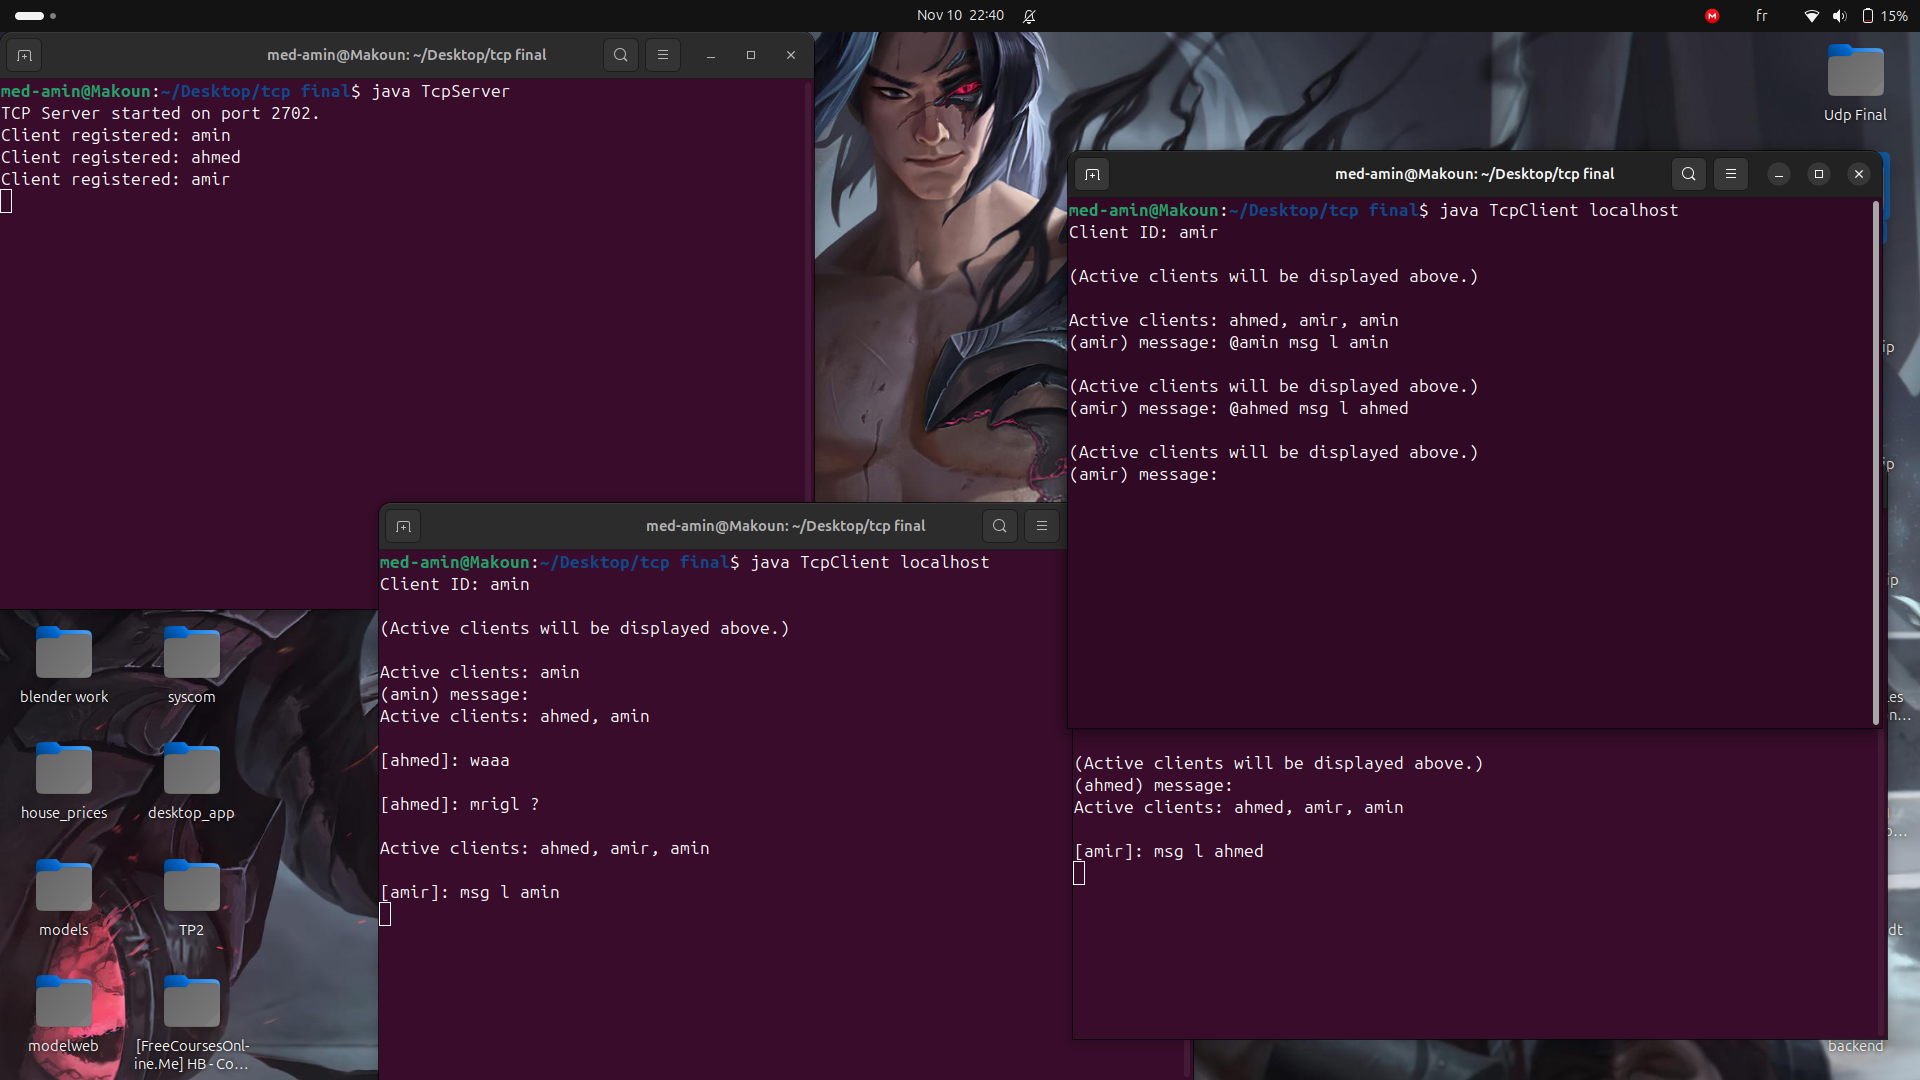 Nov 10 22:40
fr
15%
med-amin@Makoun: ~/Desktop/tcp final
med-amin@Makoun:~/Desktop/tcp final$ java TcpServer
TCP Server started on port 2702.
Client registered: amin
Client registered: ahmed
Client registered: amir
Udp Final
med-amin@Makoun: ~/Desktop/tcp final
med-amin@Makoun:~/Desktop/tcp final$ java TcpClient localhost
Client ID: amir
(Active clients will be displayed above.)
Active clients: ahmed, amir, amin
(amir) message: @amin msg l amin
(Active clients will be displayed above.)
(amir) message: @ahmed msg l ahmed
(Active clients will be displayed above.)
(amir) message:
med-amin@Makoun: ~/Desktop/tcp final
med-amin@Makoun:~/Desktop/tcp final$ java TcpClient localhost
Client ID: amin
(Active clients will be displayed above.)
Active clients: amin
(amin) message:
Active clients: ahmed, amin
[ahmed]: waaa
[ahmed]: mrigl ?
Active clients: ahmed, amir, amin
[amir]: msg l amin
(Active clients will be displayed above.)
(ahmed) message:
Active clients: ahmed, amir, amin
[amir]: msg l ahmed
blender work
syscom
house_prices
desktop_app
models
TP2
modelweb
[FreeCoursesOnl-
ine.Me] HB - Co...
backend